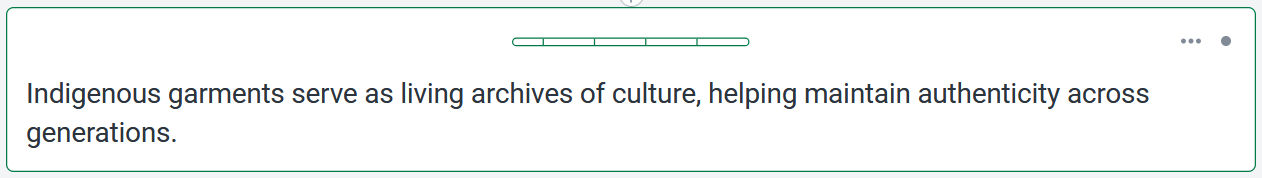 Indigenous garments serve as living archives of culture, helping maintain authenticity across
generations.